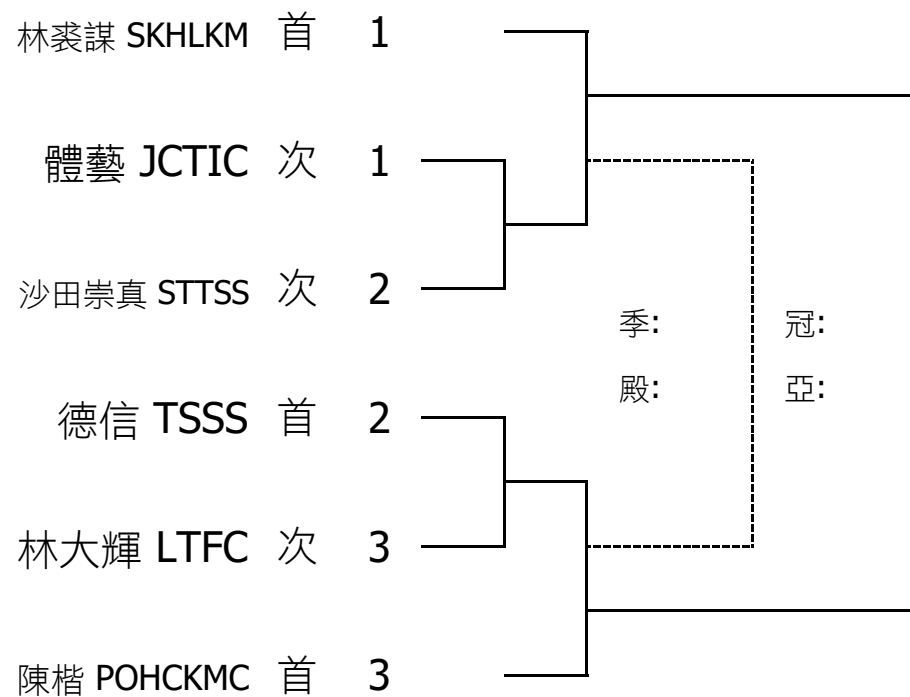 林裘謀 SKHLKM 首 1
體藝 JCTIC 次 1
沙田崇真 STTSS 次 2
季: 冠:
殿: 亞:
德信 TSSS 首 2
林大輝 LTFC 次 3
陳楷 POHCKMC 首 3